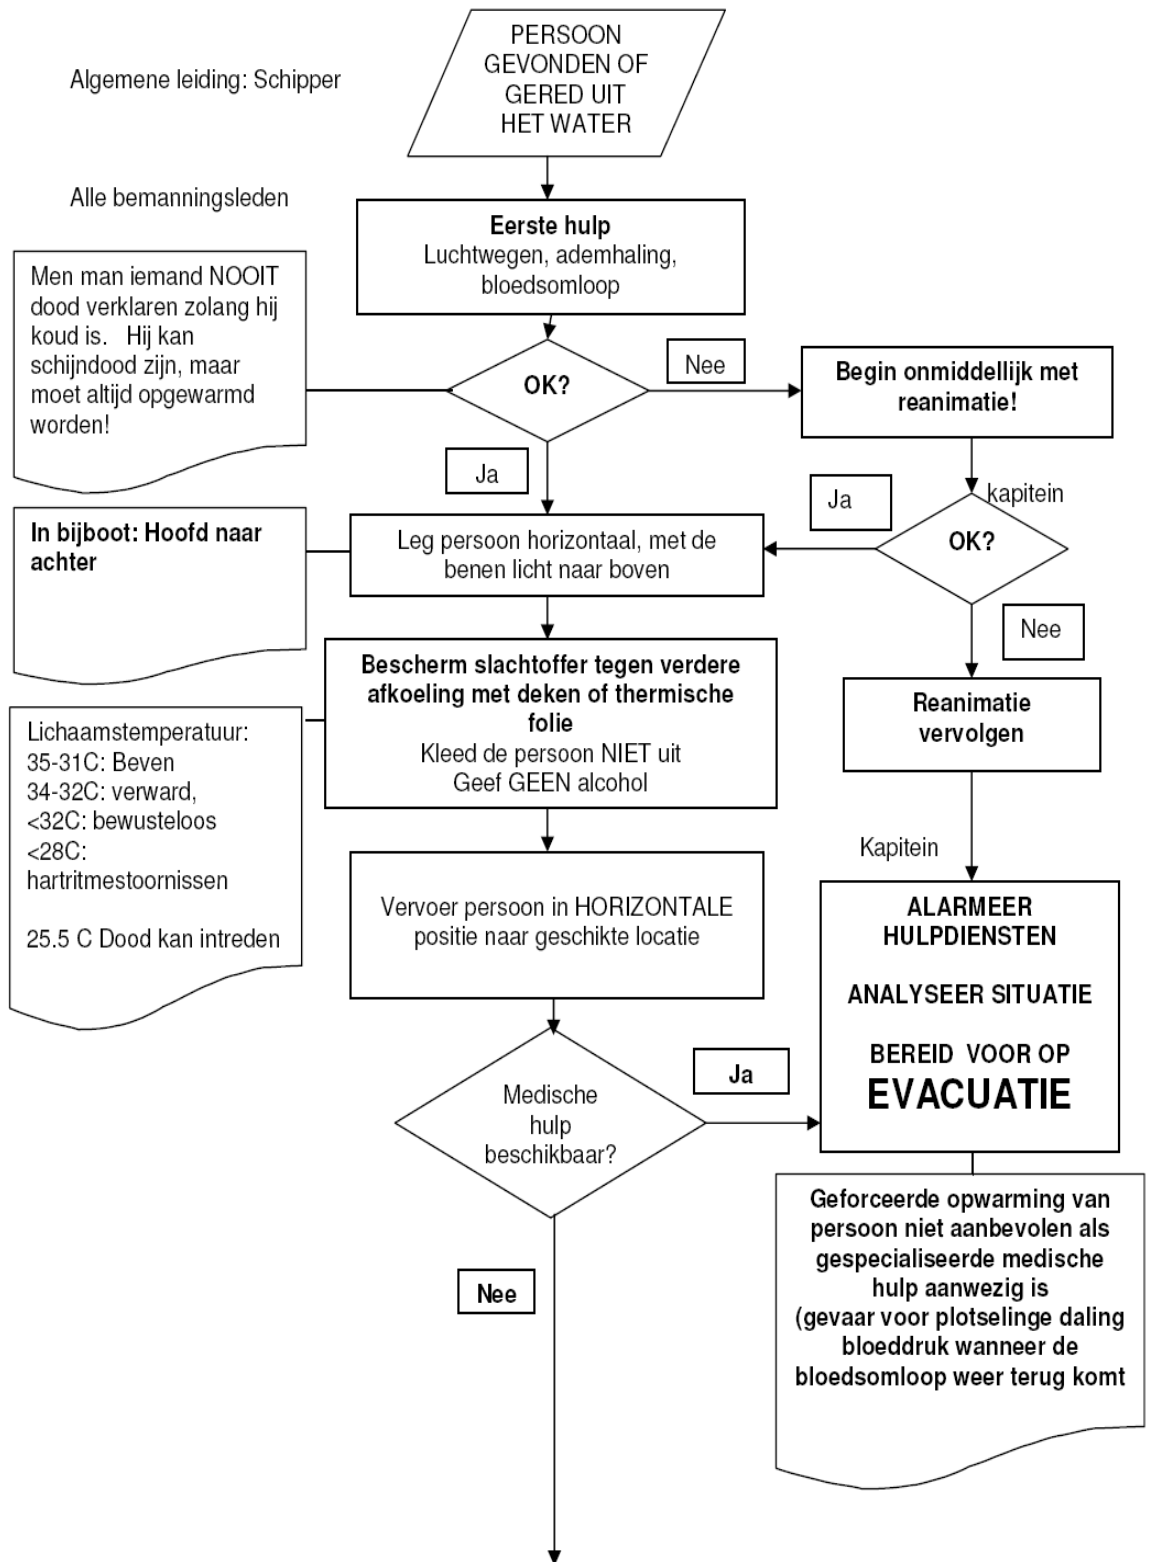 PERSOON
GEVONDEN OF
GERED UIT
HET WATER
Algemene leiding: Schipper
Alle bemanningsleden
Eerste hulp
Luchtwegen, ademhaling,
bloedsomloop
Men man iemand NOOIT
dood verklaren zolang hij
koud is. Hij kan
schijndood zijn, maar
moet altijd opgewarmd
worden!
OK?
Nee
Begin onmiddellijk met
reanimatie!
Ja
kapitein
Ja
OK?
In bijboot: Hoofd naar
achter
Leg persoon horizontaal, met de
benen licht naar boven
Nee
Bescherm slachtoffer tegen verdere
afkoeling met deken of thermische
folie
Kleed de persoon NIET uit
Geef GEEN alcohol
Reanimatie
vervolgen
Lichaamstemperatuur:
35-31C: Beven
34-32C: verward,
<32C: bewusteloos
<28C:
hartritmestoornissen
25.5 C Dood kan intreden
Kapitein
Vervoer persoon in HORIZONTALE
positie naar geschikte locatie
ALARMEER
HULPDIENSTEN
ANALYSEER SITUATIE
BEREID VOOR OP
EVACUATIE
Ja
Medische
hulp
beschikbaar?
Nee
Geforceerde opwarming van
persoon niet aanbevolen als
gespecialiseerde medische
hulp aanwezig is
(gevaar voor plotselinge daling
bloeddruk wanneer de
bloedsomloop weer terug komt